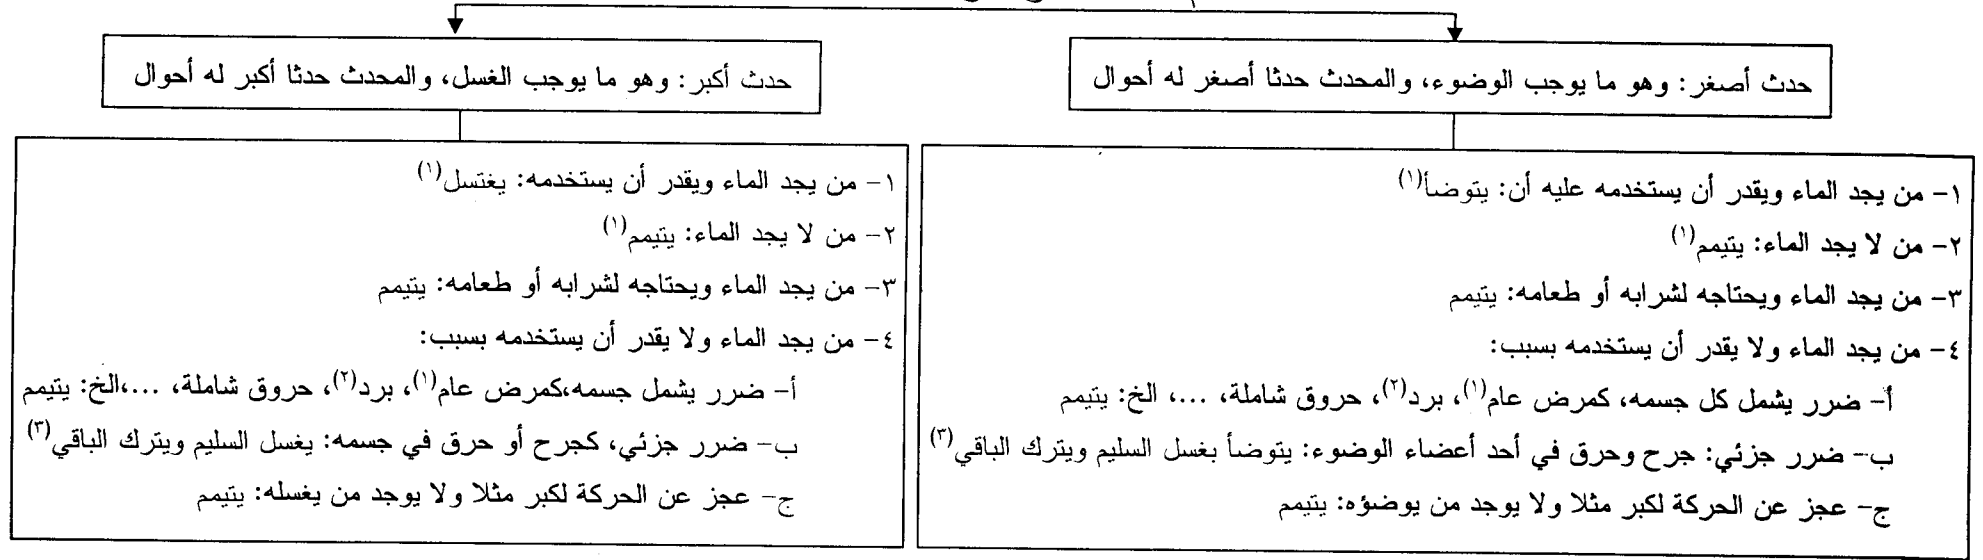 حدث أصغر: وهو ما يوجب الوضوء، والمحدث حدثا أصغر له أحوال
١- من يجد الماء ويقدر أن يستخدمه عليه أن: يتوضأ(١)
٢- من لا يجد الماء: يتيمم(١)
٣- من يجد الماء ويحتاجه لشرابه أو طعامه: يتيمم
٤- من يجد الماء ولا يقدر أن يستخدمه بسبب:
أ- ضرر يشمل كل جسمه، كمرض عام(١)، برد(٢)، حروق شاملة، ...، الخ: يتيمم
ب- ضرر جزئي: جرح وحرق في أحد أعضاء الوضوء: يتوضأ بغسل السليم ويترك الباقي(٣)
ج- عجز عن الحركة لكبر مثلا ولا يوجد من يوضؤه: يتيمم
حدث أكبر: وهو ما يوجب الغسل، والمحدث حدثا أكبر له أحوال
١- من يجد الماء ويقدر أن يستخدمه: يغتسل(١)
٢- من لا يجد الماء: يتيمم(١)
٣- من يجد الماء ويحتاجه لشرابه أو طعامه: يتيمم
٤- من يجد الماء ولا يقدر أن يستخدمه بسبب:
أ- ضرر يشمل جسمه،كمرض عام(١)، برد(٢)، حروق شاملة، ...،الخ: يتيمم
ب- ضرر جزئي، كجرح أو حرق في جسمه: يغسل السليم ويترك الباقي(٣)
ج- عجز عن الحركة لكبر مثلا ولا يوجد من يغسله: يتيمم